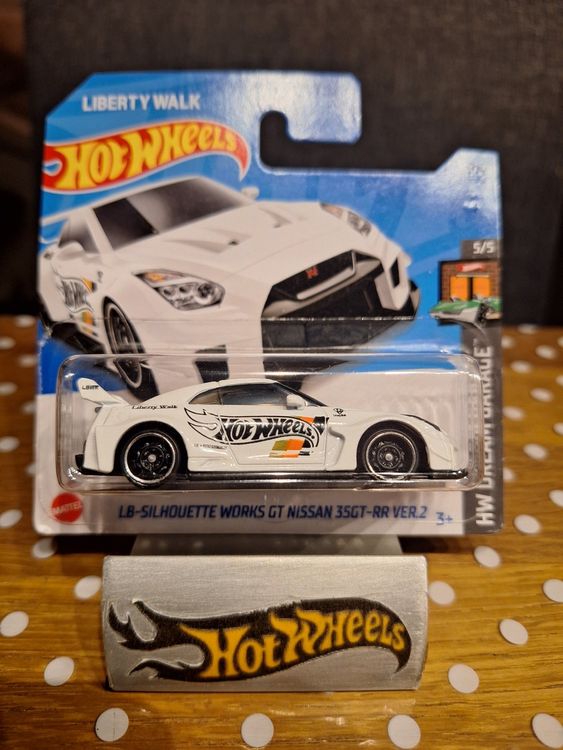 LIBERTY WALK
HOT WHEELS
5/5
HW DREAM GARAGE
LBWK
Liberty Walk
HOT WHEELS
MATTEL
LB-SILHOUETTE WORKS GT NISSAN 35GT-RR VER.2
3+
HOT WHEELS